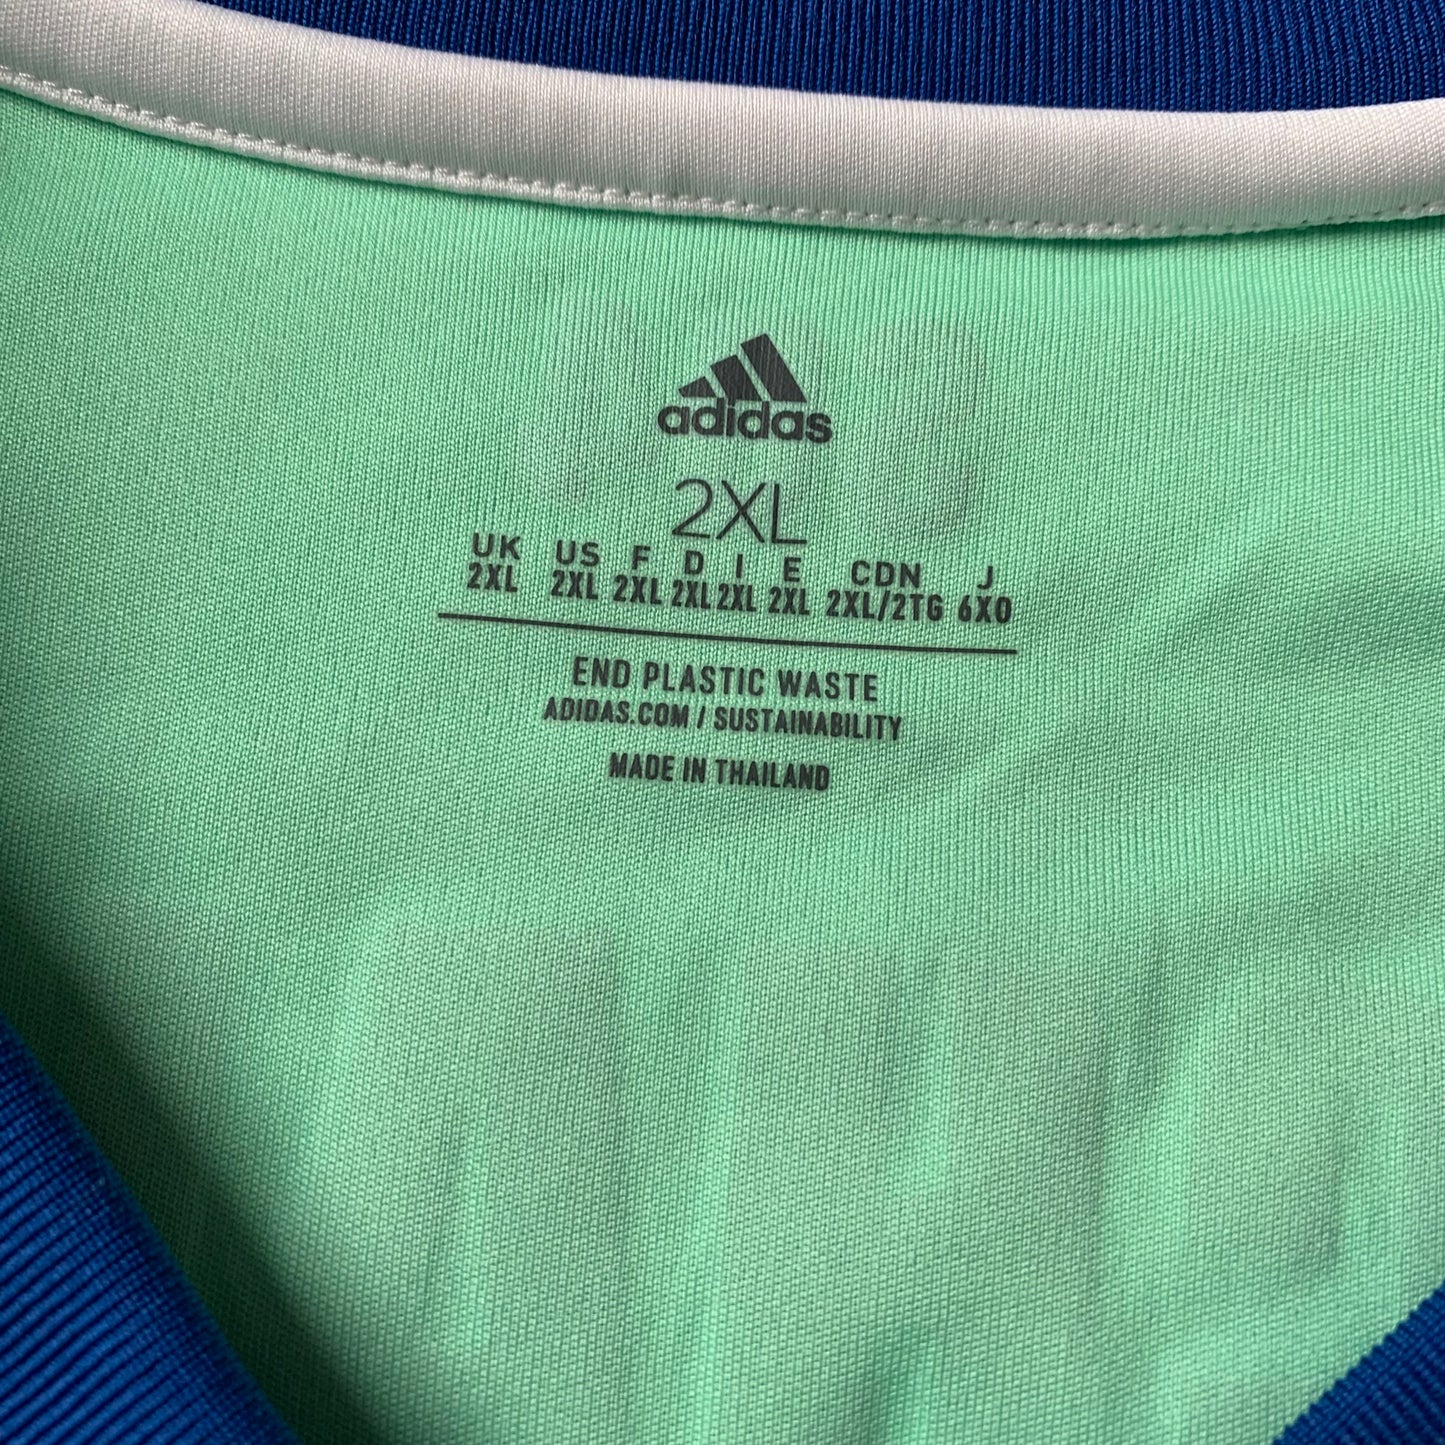 adidas
2XL
UK US F D I E CDN J
2XL 2XL 2XL 2XL 2XL 2XL 2XL/2TG 6XO
END PLASTIC WASTE
ADIDAS.COM / SUSTAINABILITY
MADE IN THAILAND